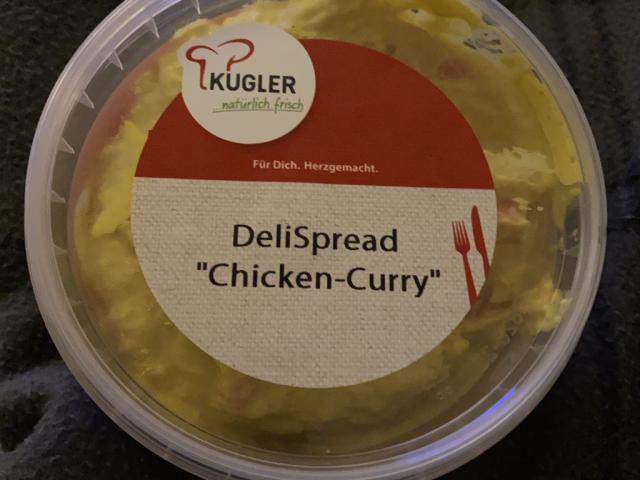 KUGLER
...natürlich frisch
Für Dich. Herzgemacht.
DeliSpread
"Chicken-Curry"